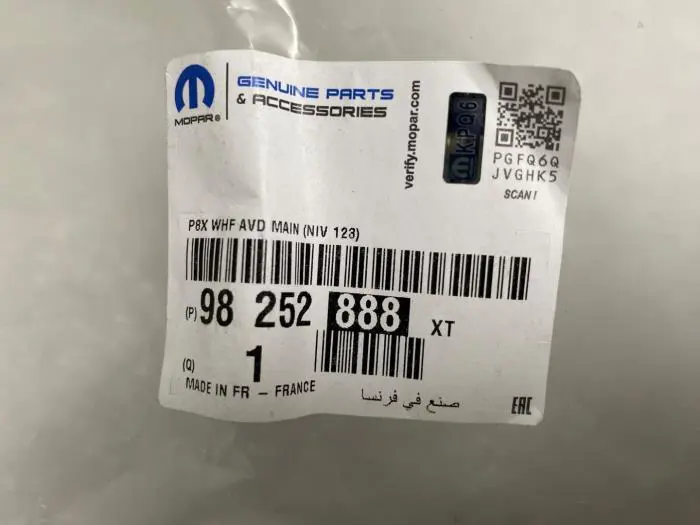 MOPAR®
GENUINE PARTS
& ACCESSORIES
verify.mopar.com
KPQ6
PGFQ6Q
JVGHK5
SCAN!
P8X WHF AVD MAIN (NIV 123)
(P) 98 252 888 XT
(Q) 1
MADE IN FR - FRANCE
صنع في فرنسا
EAC